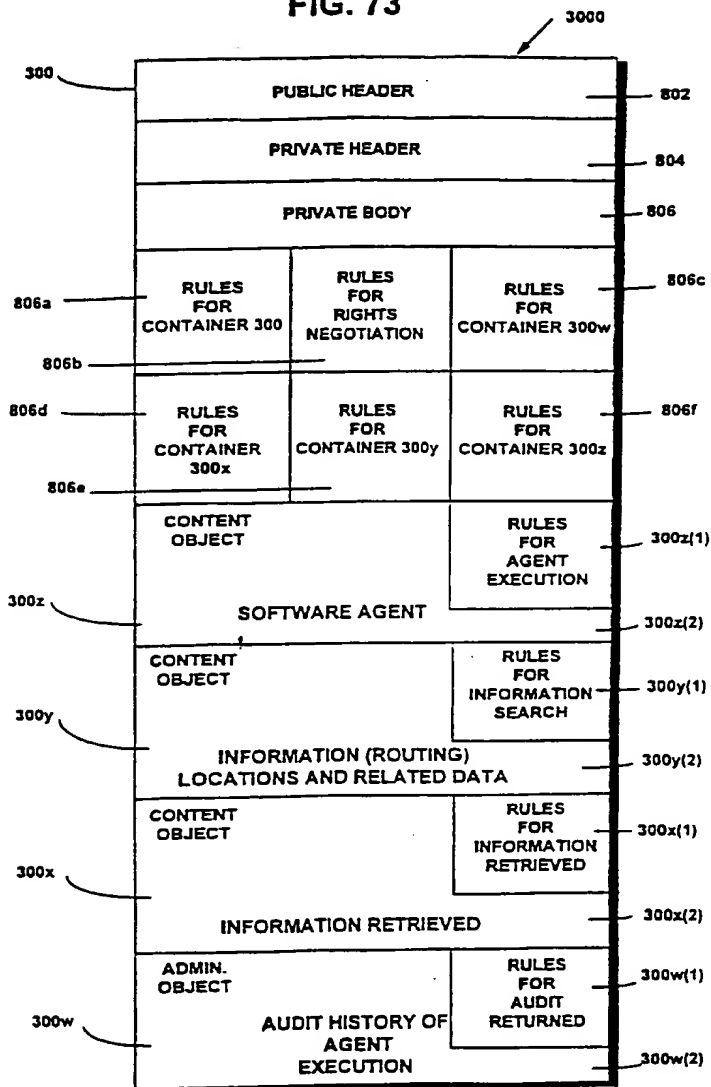 FIG. 73
3000
300
PUBLIC HEADER
802
PRIVATE HEADER
804
PRIVATE BODY
806
806a
RULES
FOR
CONTAINER 300
806b
RULES
FOR
RIGHTS
NEGOTIATION
RULES
FOR
CONTAINER 300w
806c
806d
RULES
FOR
CONTAINER
300x
806e
RULES
FOR
CONTAINER 300y
RULES
FOR
CONTAINER 300z
806f
CONTENT
OBJECT
RULES
FOR
AGENT
EXECUTION
300z(1)
300z
SOFTWARE AGENT
300z(2)
CONTENT
OBJECT
RULES
FOR
INFORMATION
SEARCH
300y(1)
300y
INFORMATION (ROUTING)
LOCATIONS AND RELATED DATA
300y(2)
CONTENT
OBJECT
RULES
FOR
INFORMATION
RETRIEVED
300x(1)
300x
INFORMATION RETRIEVED
300x(2)
ADMIN.
OBJECT
RULES
FOR
AUDIT
RETURNED
300w(1)
300w
AUDIT HISTORY OF
AGENT
EXECUTION
300w(2)